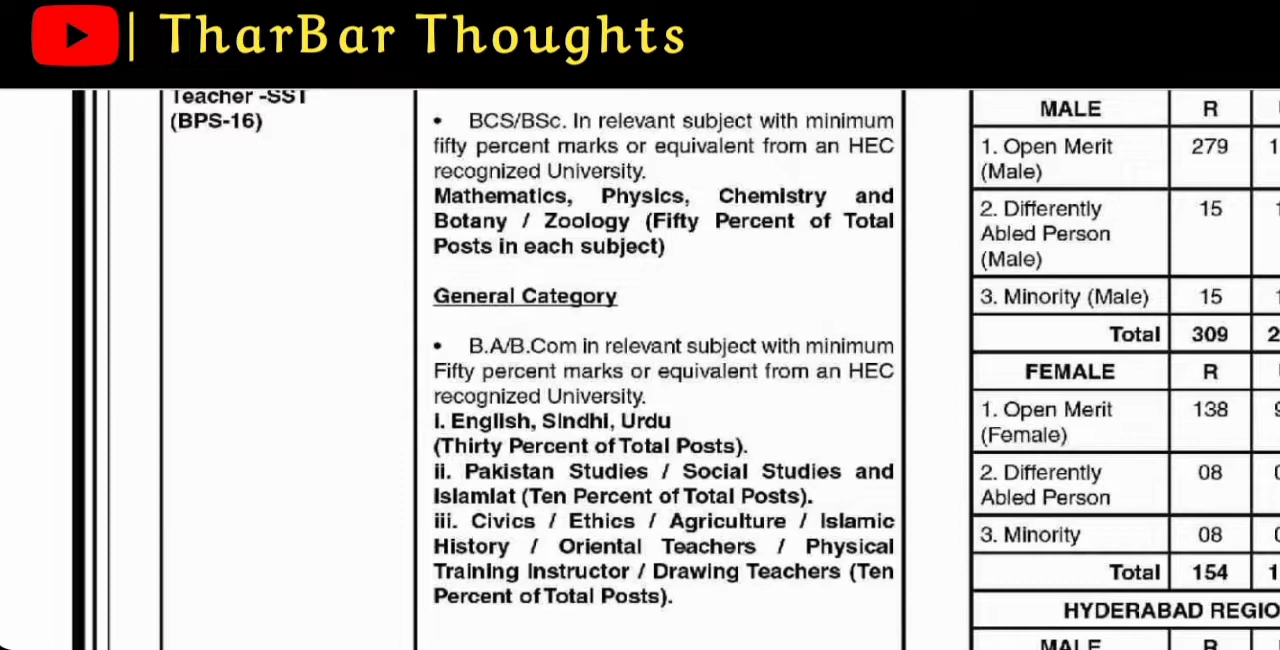 TharBar Thoughts
Teacher -SST
(BPS-16)
• BCS/BSc. In relevant subject with minimum
fifty percent marks or equivalent from an HEC
recognized University.
Mathematics, Physics, Chemistry and
Botany / Zoology (Fifty Percent of Total
Posts in each subject)
General Category
• B.A/B.Com in relevant subject with minimum
Fifty percent marks or equivalent from an HEC
recognized University.
i. English, Sindhi, Urdu
(Thirty Percent of Total Posts).
ii. Pakistan Studies / Social Studies and
Islamiat (Ten Percent of Total Posts).
iii. Civics / Ethics / Agriculture / Islamic
History / Oriental Teachers / Physical
Training Instructor / Drawing Teachers (Ten
Percent of Total Posts).
MALE R
1. Open Merit 279
(Male)
2. Differently 15
Abled Person
(Male)
3. Minority (Male) 15
Total 309
FEMALE R
1. Open Merit 138
(Female)
2. Differently 08
Abled Person
3. Minority 08
Total 154
HYDERABAD
MALE R